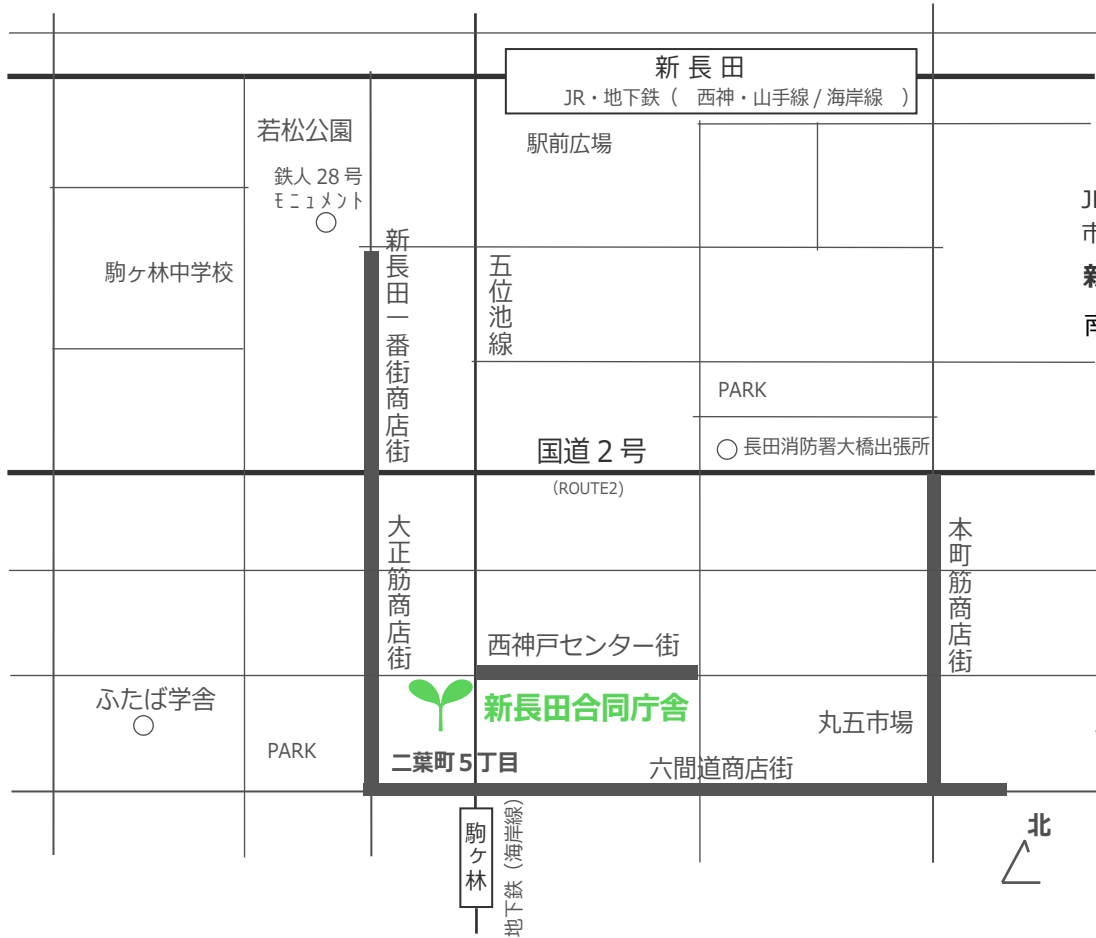 新長田
JR・地下鉄（ 西神・山手線 / 海岸線 ）
若松公園
駅前広場
鉄人 28 号
ﾓﾆｭﾒﾝﾄ
JR
市
駒ヶ林中学校
新長田一番街商店街
五位池線
新
南
PARK
国道 2 号
(ROUTE2)
長田消防署大橋出張所
大正筋商店街
本町筋商店街
西神戸センター街
ふたば学舎
新長田合同庁舎
丸五市場
PARK
二葉町 5 丁目
六間道商店街
駒ヶ林
地下鉄（海岸線）
北